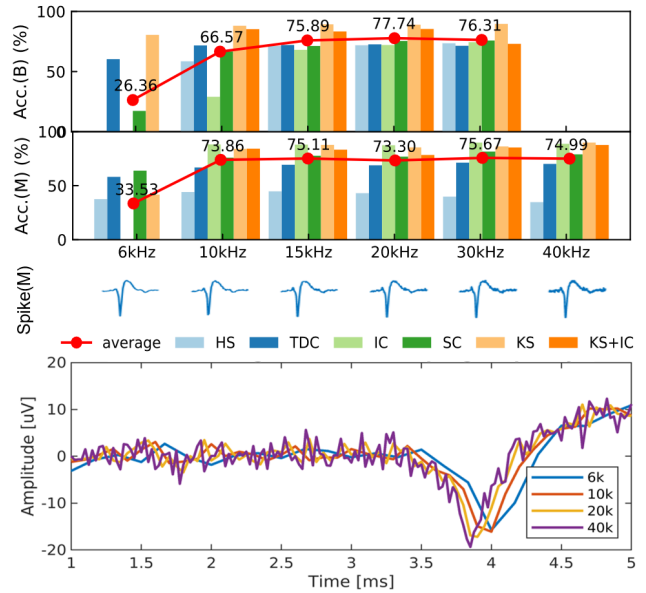 100
75.89
77.74
76.31
66.57
50
26.36
Acc.(B) (%)
0
100
73.86
75.11
73.30
75.67
74.99
50
33.53
Acc.(M) (%)
0
6kHz 10kHz 15kHz 20kHz 30kHz 40kHz
Spike(M)
average HS TDC IC SC KS KS+IC
20
10
0
-10
-20
Amplitude [uV]
6k
10k
20k
40k
1 1.5 2 2.5 3 3.5 4 4.5 5
Time [ms]